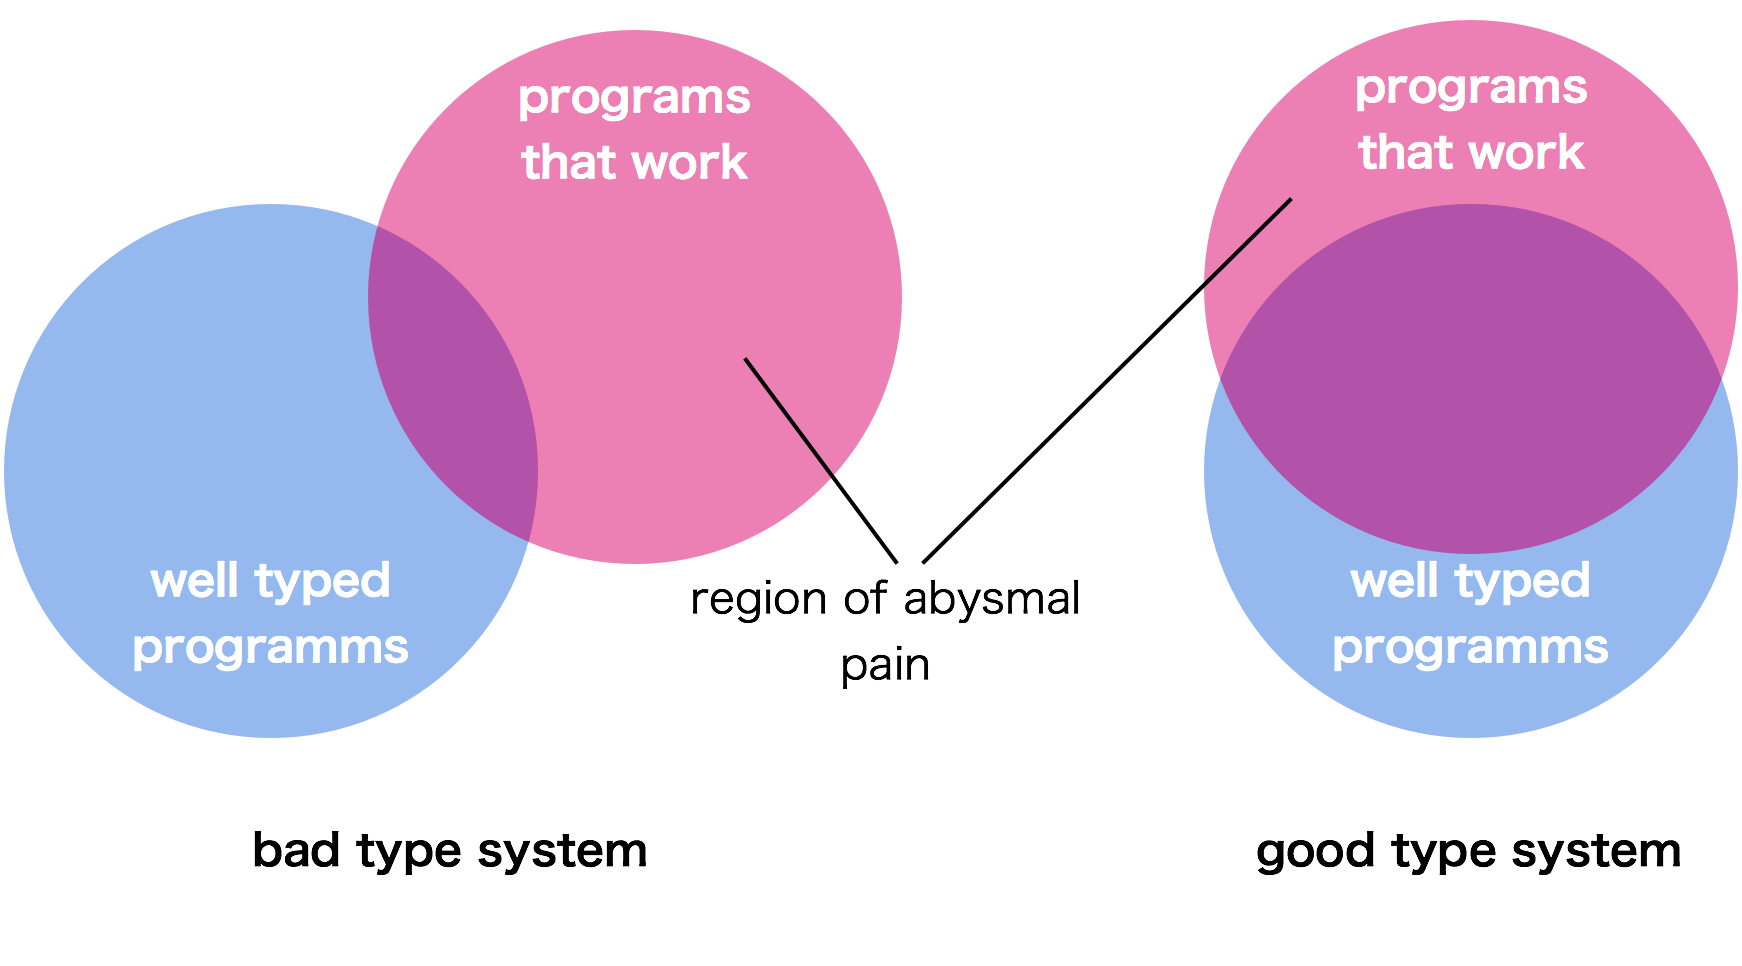 programs
that work
well typed
programms
bad type system
region of abysmal
pain
programs
that work
well typed
programms
good type system